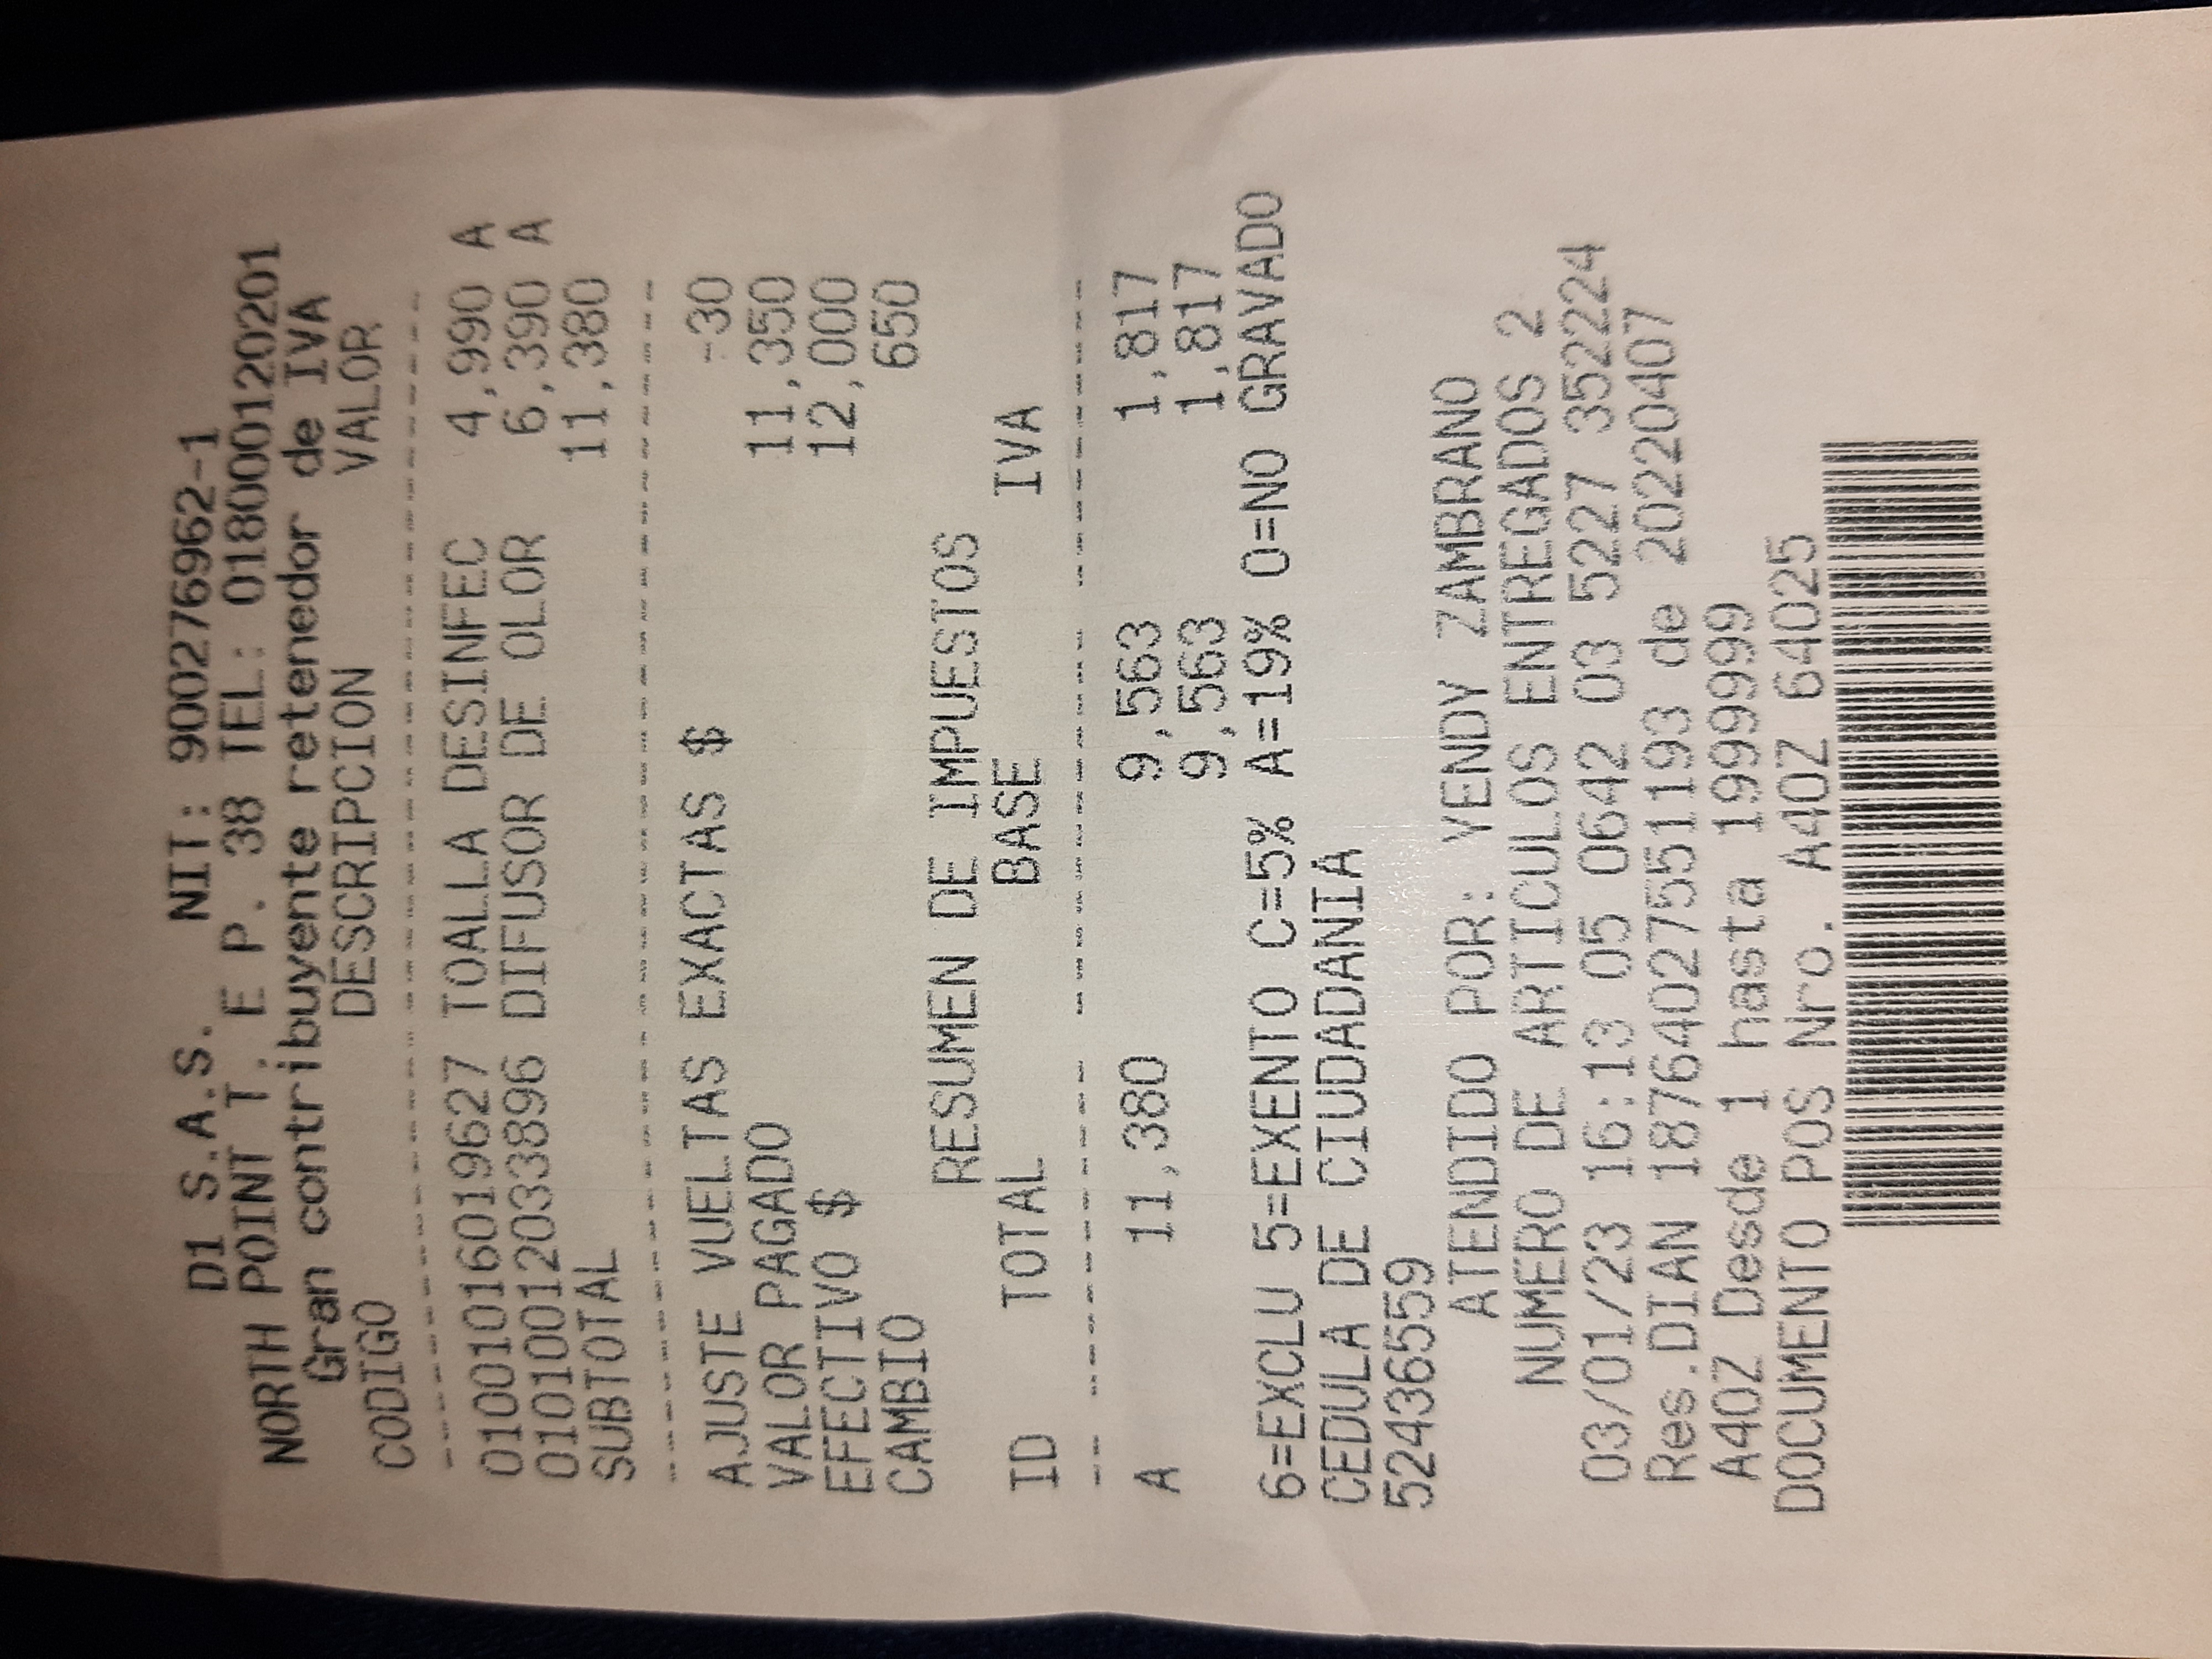 D1 S.A.S. NIT: 900276962-1
NORTH POINT T. E P. 38 TEL: 018000120201
Gran contribuyente retenedor de IVA
CODIGO DESCRIPCION VALOR
010010160196​27 TOALLA DESINFEC 4,990 A
01010012033896 DIFUSOR DE OLOR 6,390 A
SUBTOTAL 11,380
AJUSTE VUELTAS EXACTAS $ -30
VALOR PAGADO 11,350
EFECTIVO $ 12,000
CAMBIO 650
RESUMEN DE IMPUESTOS
ID TOTAL BASE IVA
A 11,380 9,563 1,817
9,563 1,817
6=EXCLU 5=EXENTO C=5% A=19% 0=NO GRAVADO
CEDULA DE CIUDADANIA
52436559
ATENDIDO POR: YENDY ZAMBRANO
NUMERO DE ARTICULOS ENTREGADOS 2
03/01/23 16:13 05 0642 03 5227 35224
Res.DIAN 18764027551193 de 20220407
A40Z Desde 1 hasta 1999999
DOCUMENTO POS Nro. A40Z 64025